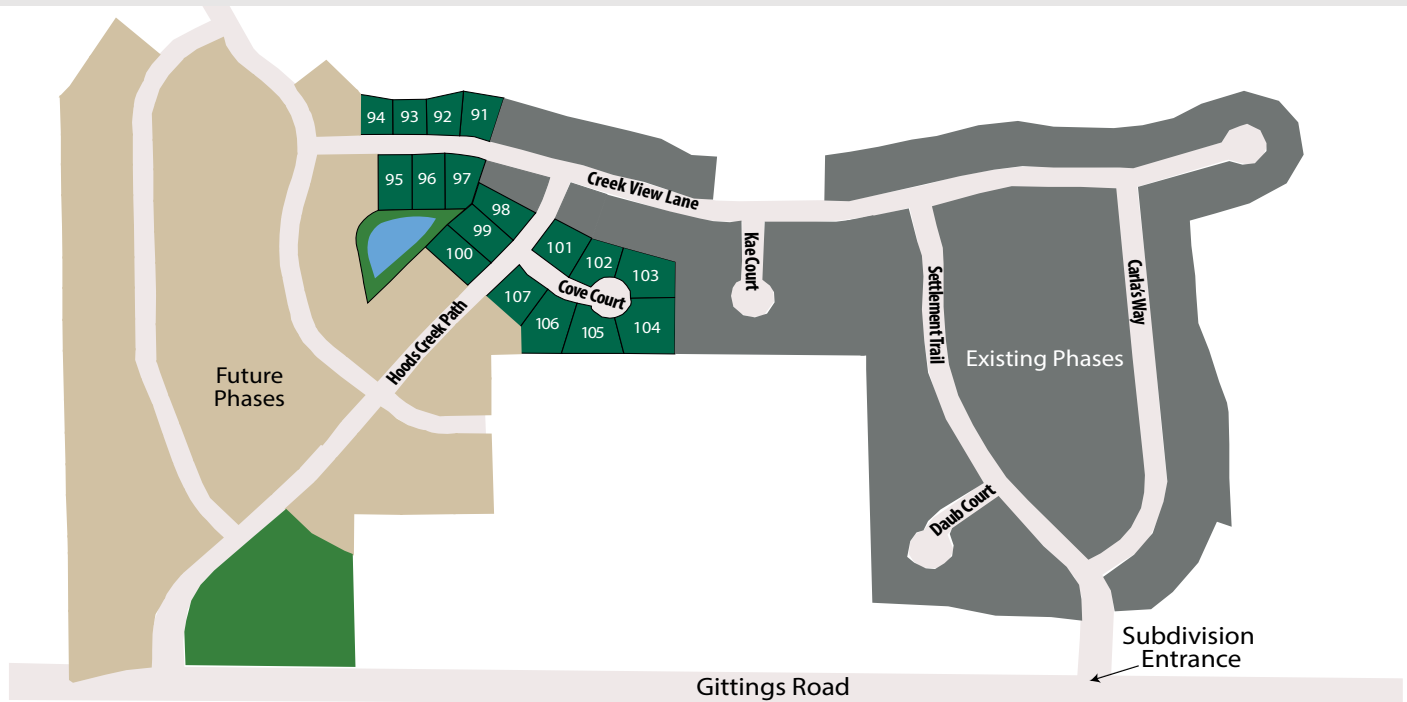 94
93
92
91
95
96
97
98
99
100
101
102
103
104
105
106
107
Creek View Lane
Cove Court
Hoods Creek Path
Kae Court
Settlement Trail
Carla's Way
Daub Court
Existing Phases
Future
Phases
Subdivision
Entrance
Gittings Road